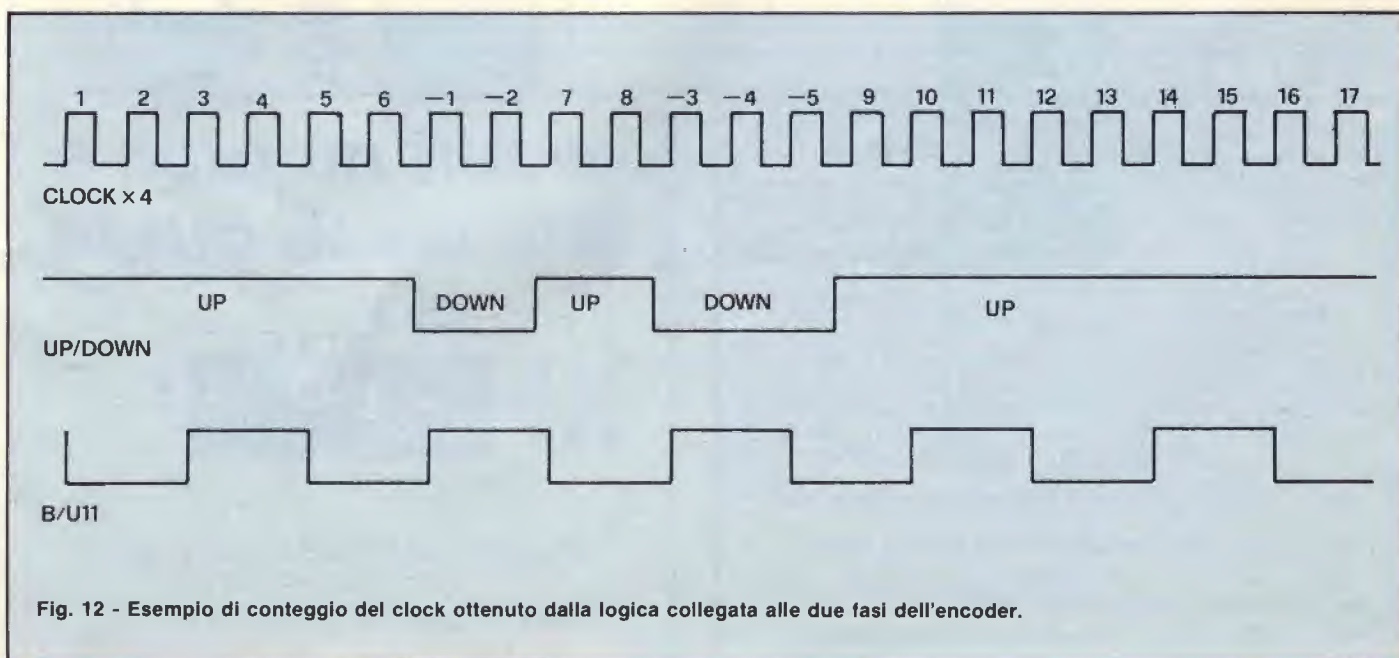 1 2 3 4 5 6 −1 −2 7 8 −3 −4 −5 9 10 11 12 13 14 15 16 17
CLOCK × 4
UP DOWN UP DOWN UP
UP/DOWN
B/U11
Fig. 12 - Esempio di conteggio del clock ottenuto dalla logica collegata alle due fasi dell'encoder.